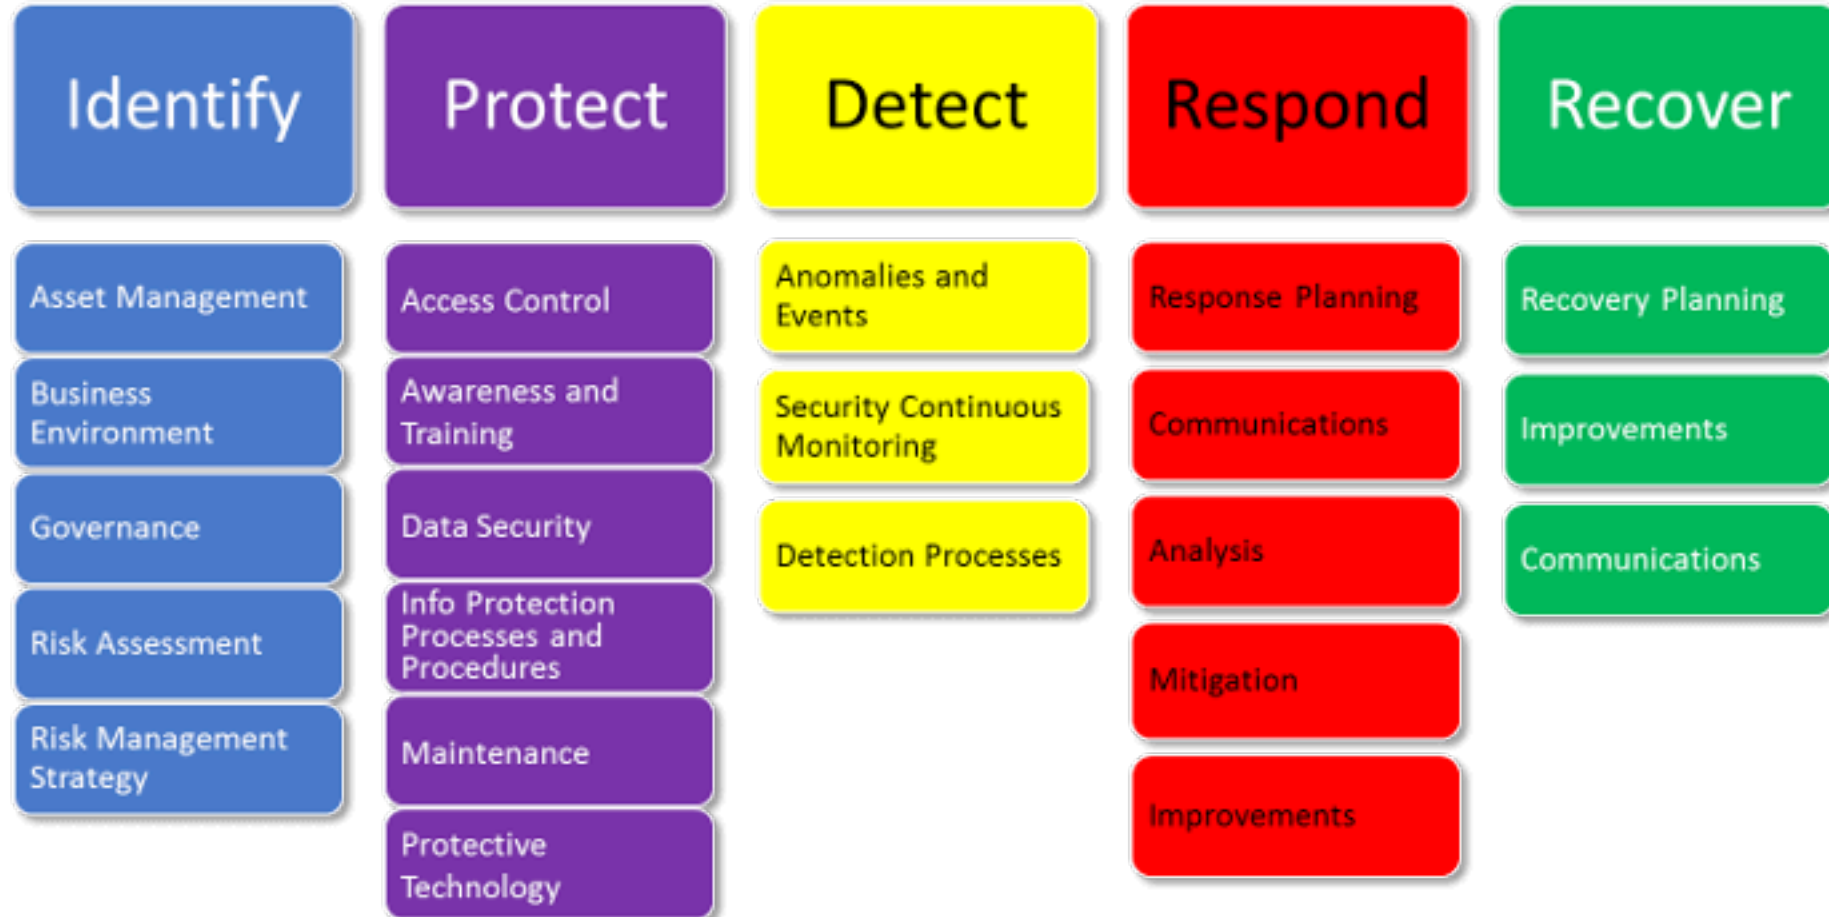 Identify
Protect
Detect
Respond
Recover
Asset Management
Business
Environment
Governance
Risk Assessment
Risk Management
Strategy
Access Control
Awareness and
Training
Data Security
Info Protection
Processes and
Procedures
Maintenance
Protective
Technology
Anomalies and
Events
Security Continuous
Monitoring
Detection Processes
Response Planning
Communications
Analysis
Mitigation
Improvements
Recovery Planning
Improvements
Communications